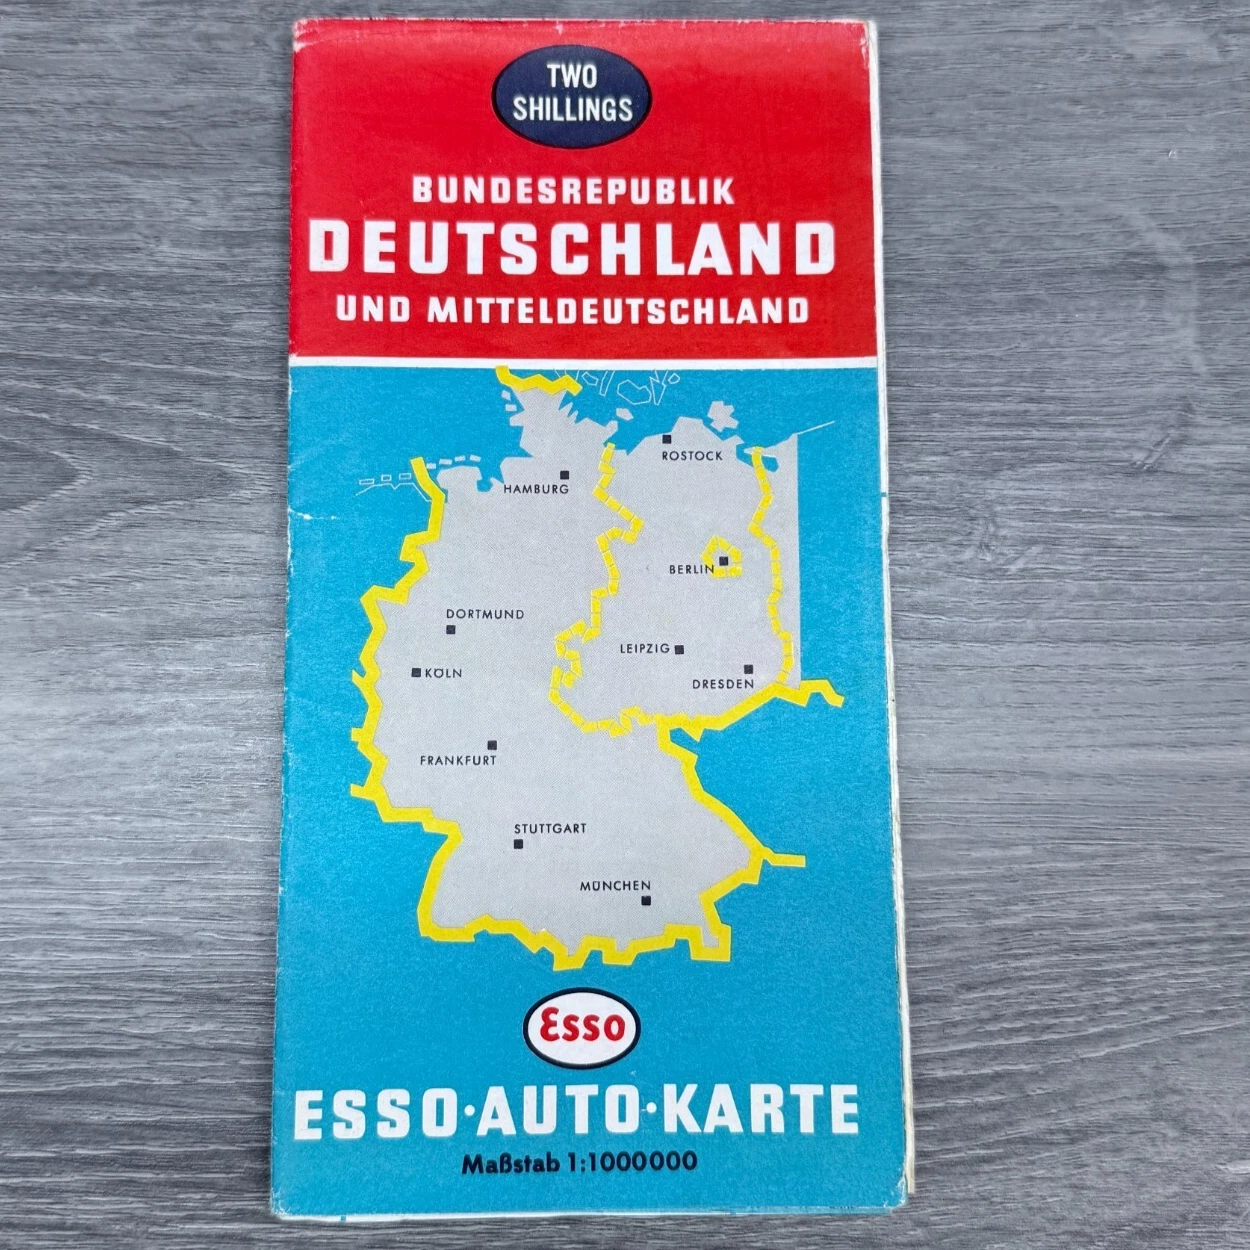 TWO
SHILLINGS
BUNDESREPUBLIK
DEUTSCHLAND
UND MITTELDEUTSCHLAND
ROSTOCK
HAMBURG
BERLIN
DORTMUND
LEIPZIG
KÖLN
DRESDEN
FRANKFURT
STUTTGART
MÜNCHEN
Esso
ESSO·AUTO·KARTE
Maßstab 1:1000000